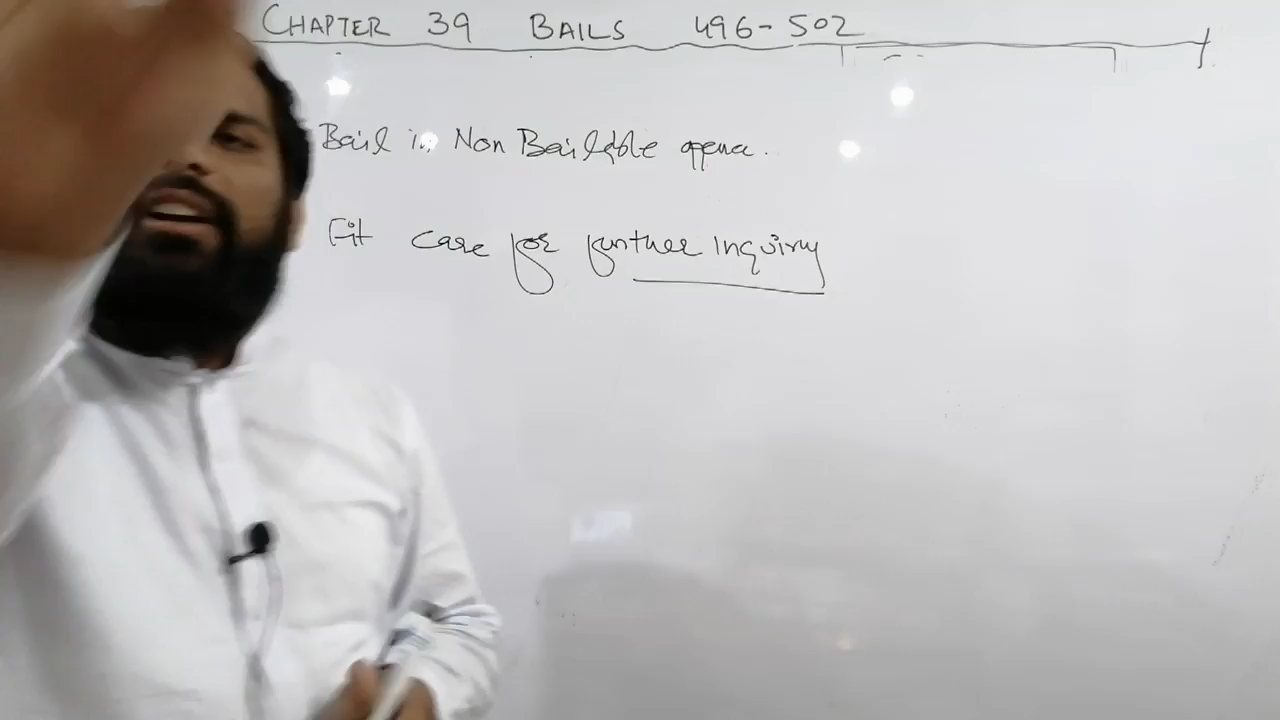 CHAPTER 39 BAILS 496-502
Bail in Non Bailable offence.
Fit case for further inquiry